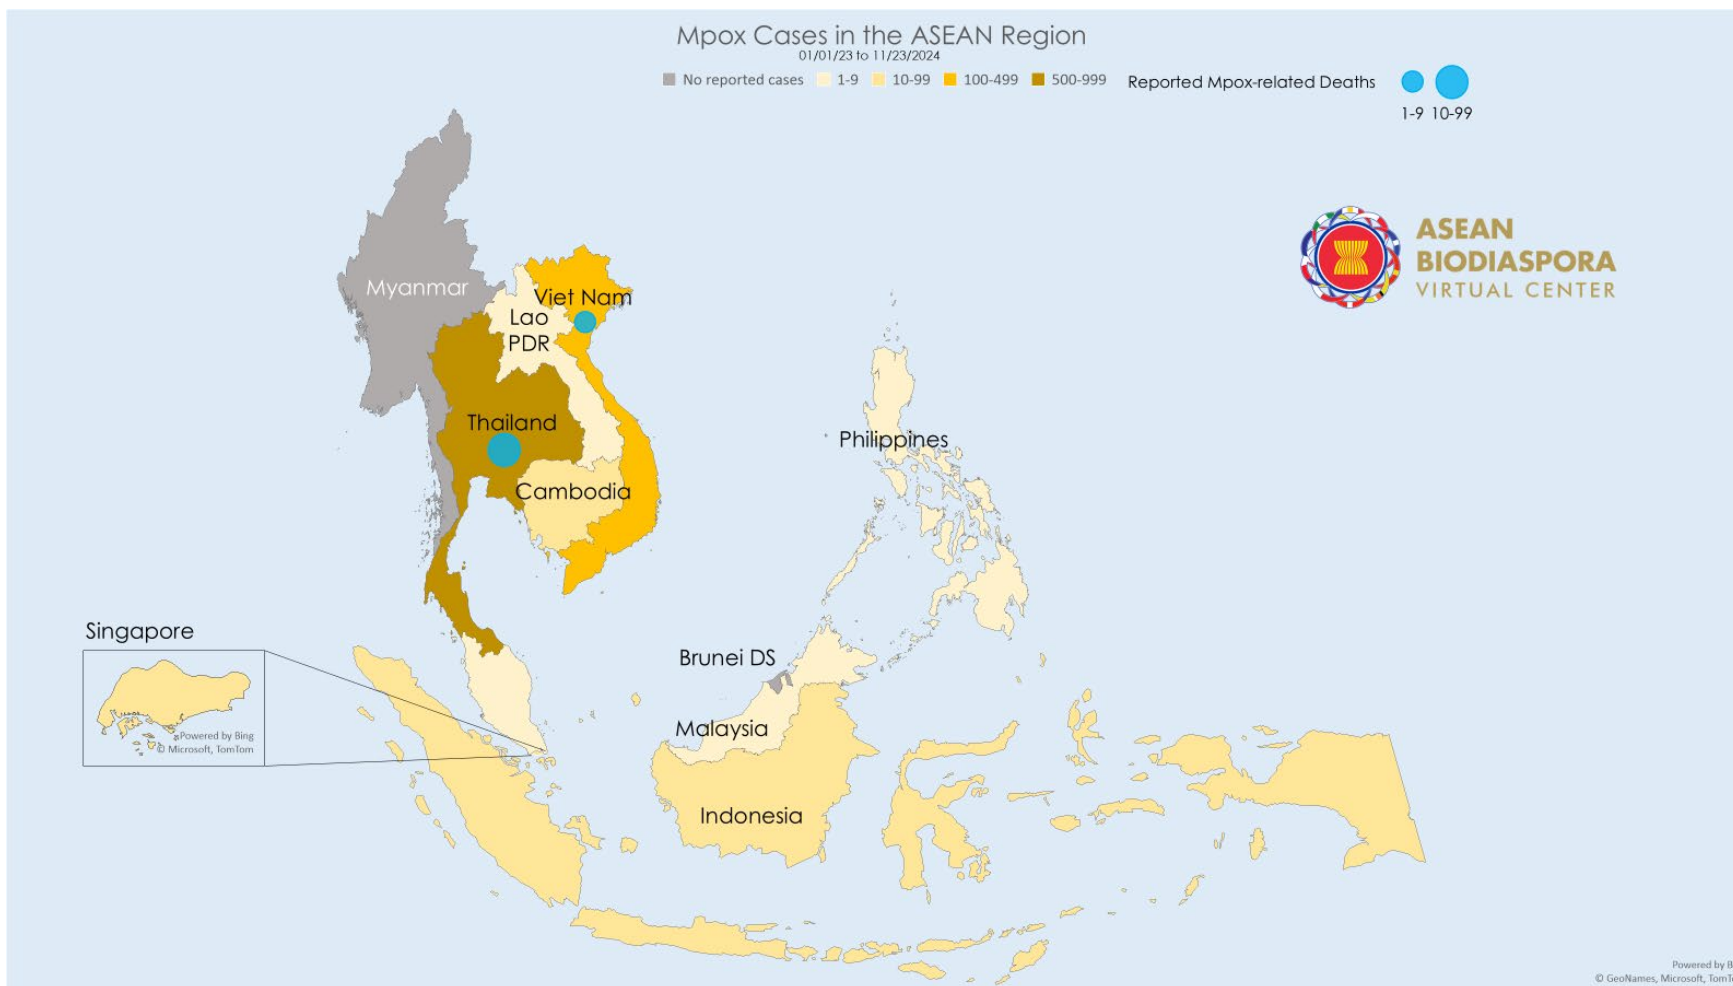 Mpox Cases in the ASEAN Region
01/01/23 to 11/23/2024
No reported cases 1-9 10-99 100-499 500-999
Reported Mpox-related Deaths
1-9 10-99
ASEAN
BIODIASPORA
VIRTUAL CENTER
Myanmar
Viet Nam
Lao
PDR
Thailand
Philippines
Cambodia
Singapore
Powered by Bing
© Microsoft, TomTom
Brunei DS
Malaysia
Indonesia
Powered by
© GeoNames, Microsoft,